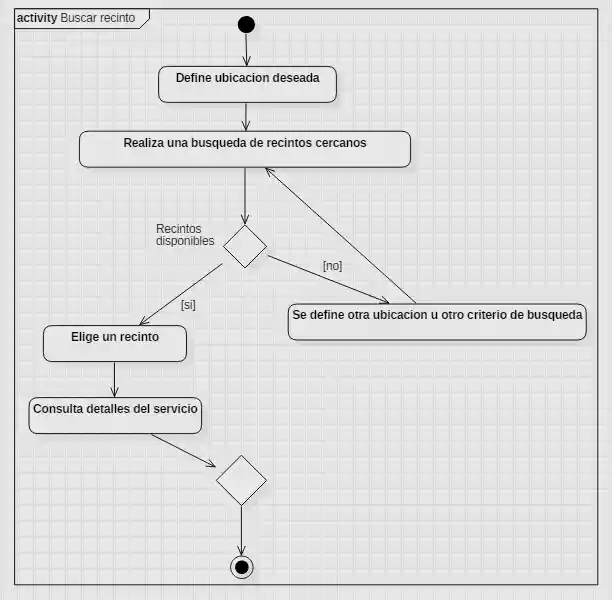 activity Buscar recinto
Define ubicacion deseada
Realiza una busqueda de recintos cercanos
Recintos
disponibles
[no]
[si]
Se define otra ubicacion u otro criterio de busqueda
Elige un recinto
Consulta detalles del servicio